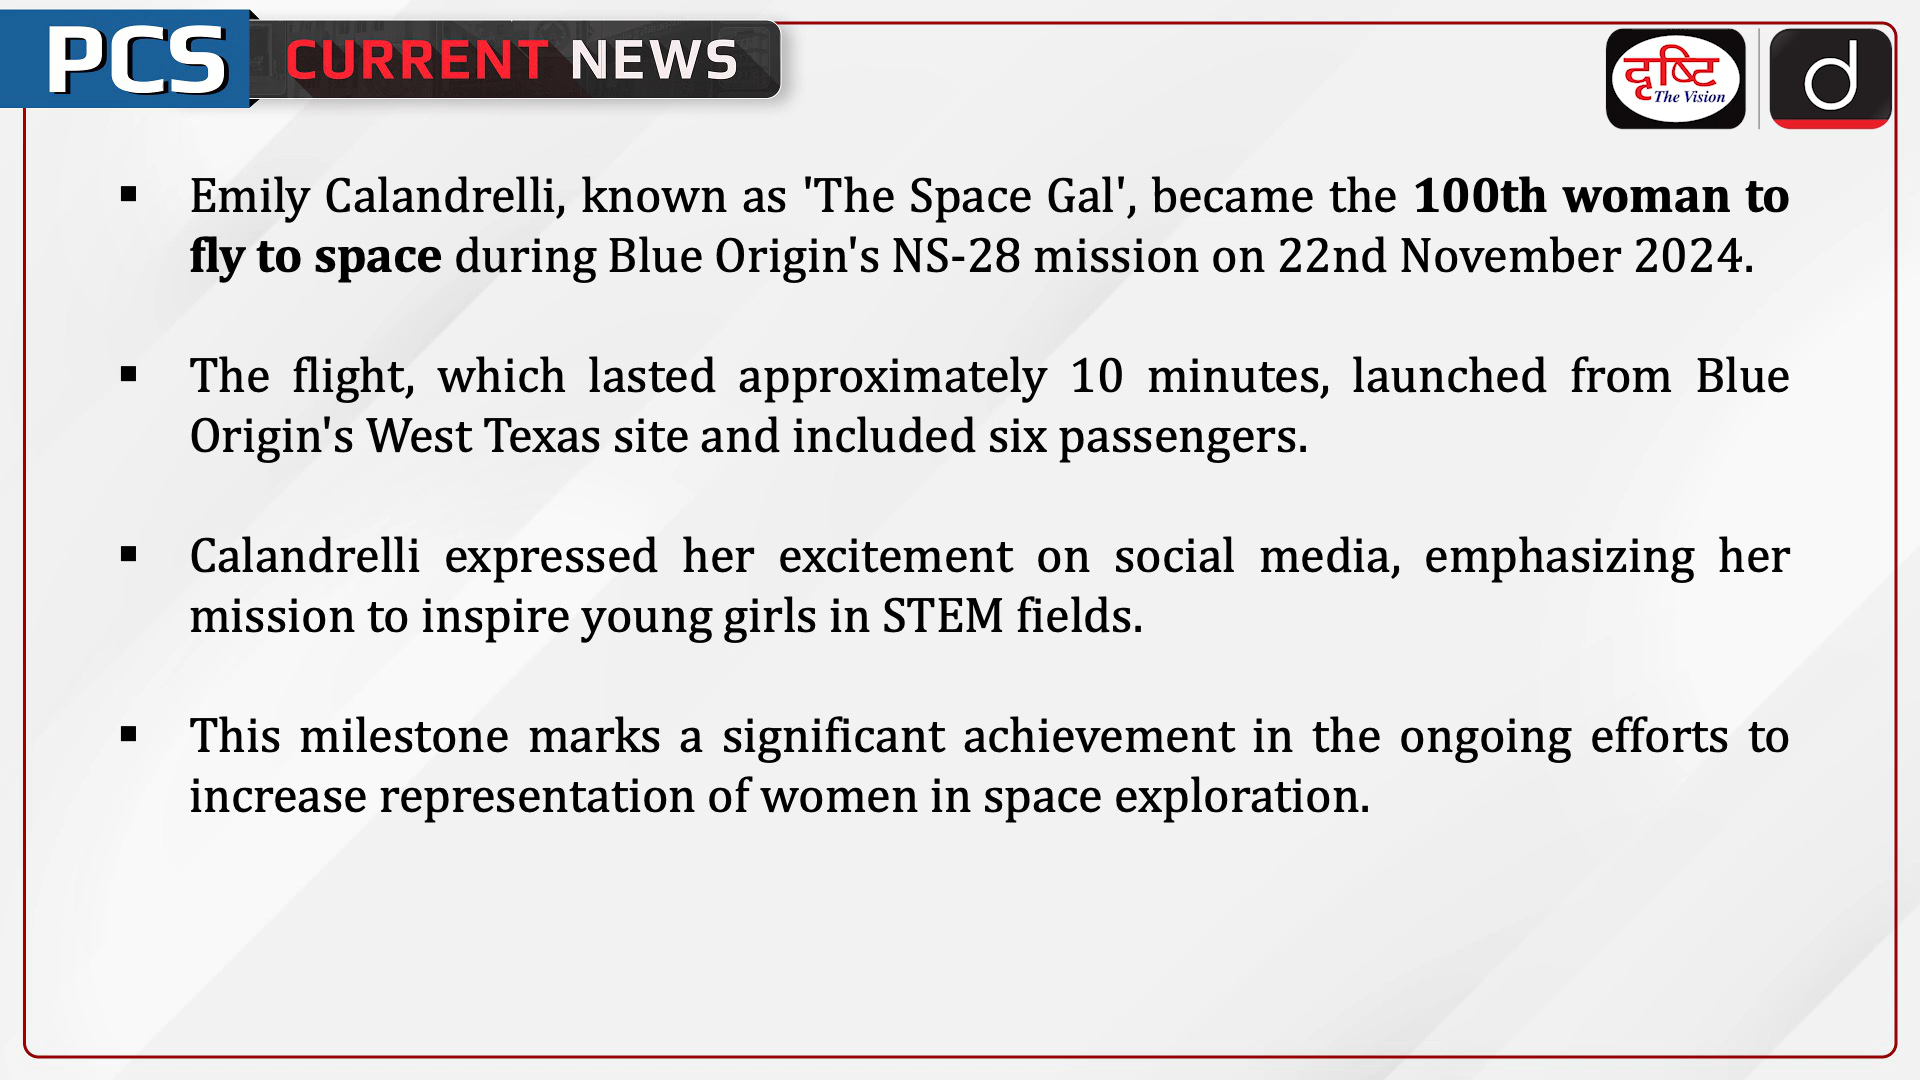 PCS CURRENT NEWS
दृष्टि
The Vision
d
▪ Emily Calandrelli, known as 'The Space Gal', became the 100th woman to
fly to space during Blue Origin's NS-28 mission on 22nd November 2024.
▪ The flight, which lasted approximately 10 minutes, launched from Blue
Origin's West Texas site and included six passengers.
▪ Calandrelli expressed her excitement on social media, emphasizing her
mission to inspire young girls in STEM fields.
▪ This milestone marks a significant achievement in the ongoing efforts to
increase representation of women in space exploration.